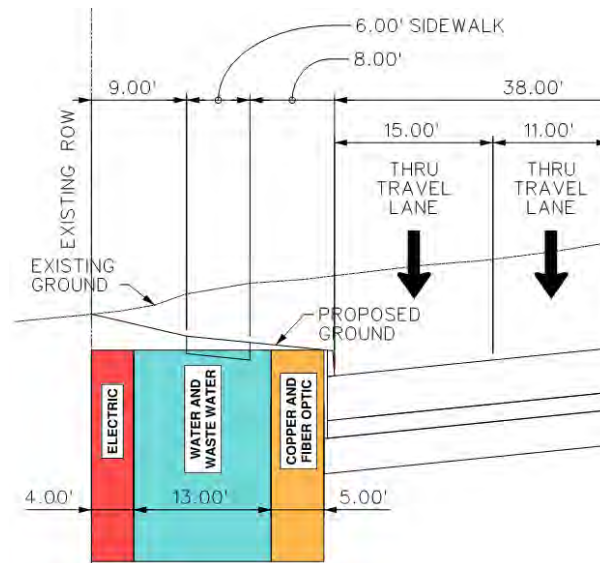 6.00' SIDEWALK
8.00'
9.00'
38.00'
15.00'
11.00'
EXISTING ROW
THRU
TRAVEL
LANE
THRU
TRAVEL
LANE
EXISTING
GROUND
PROPOSED
GROUND
ELECTRIC
WATER AND
WASTE WATER
COPPER AND
FIBER OPTIC
4.00'
13.00'
5.00'